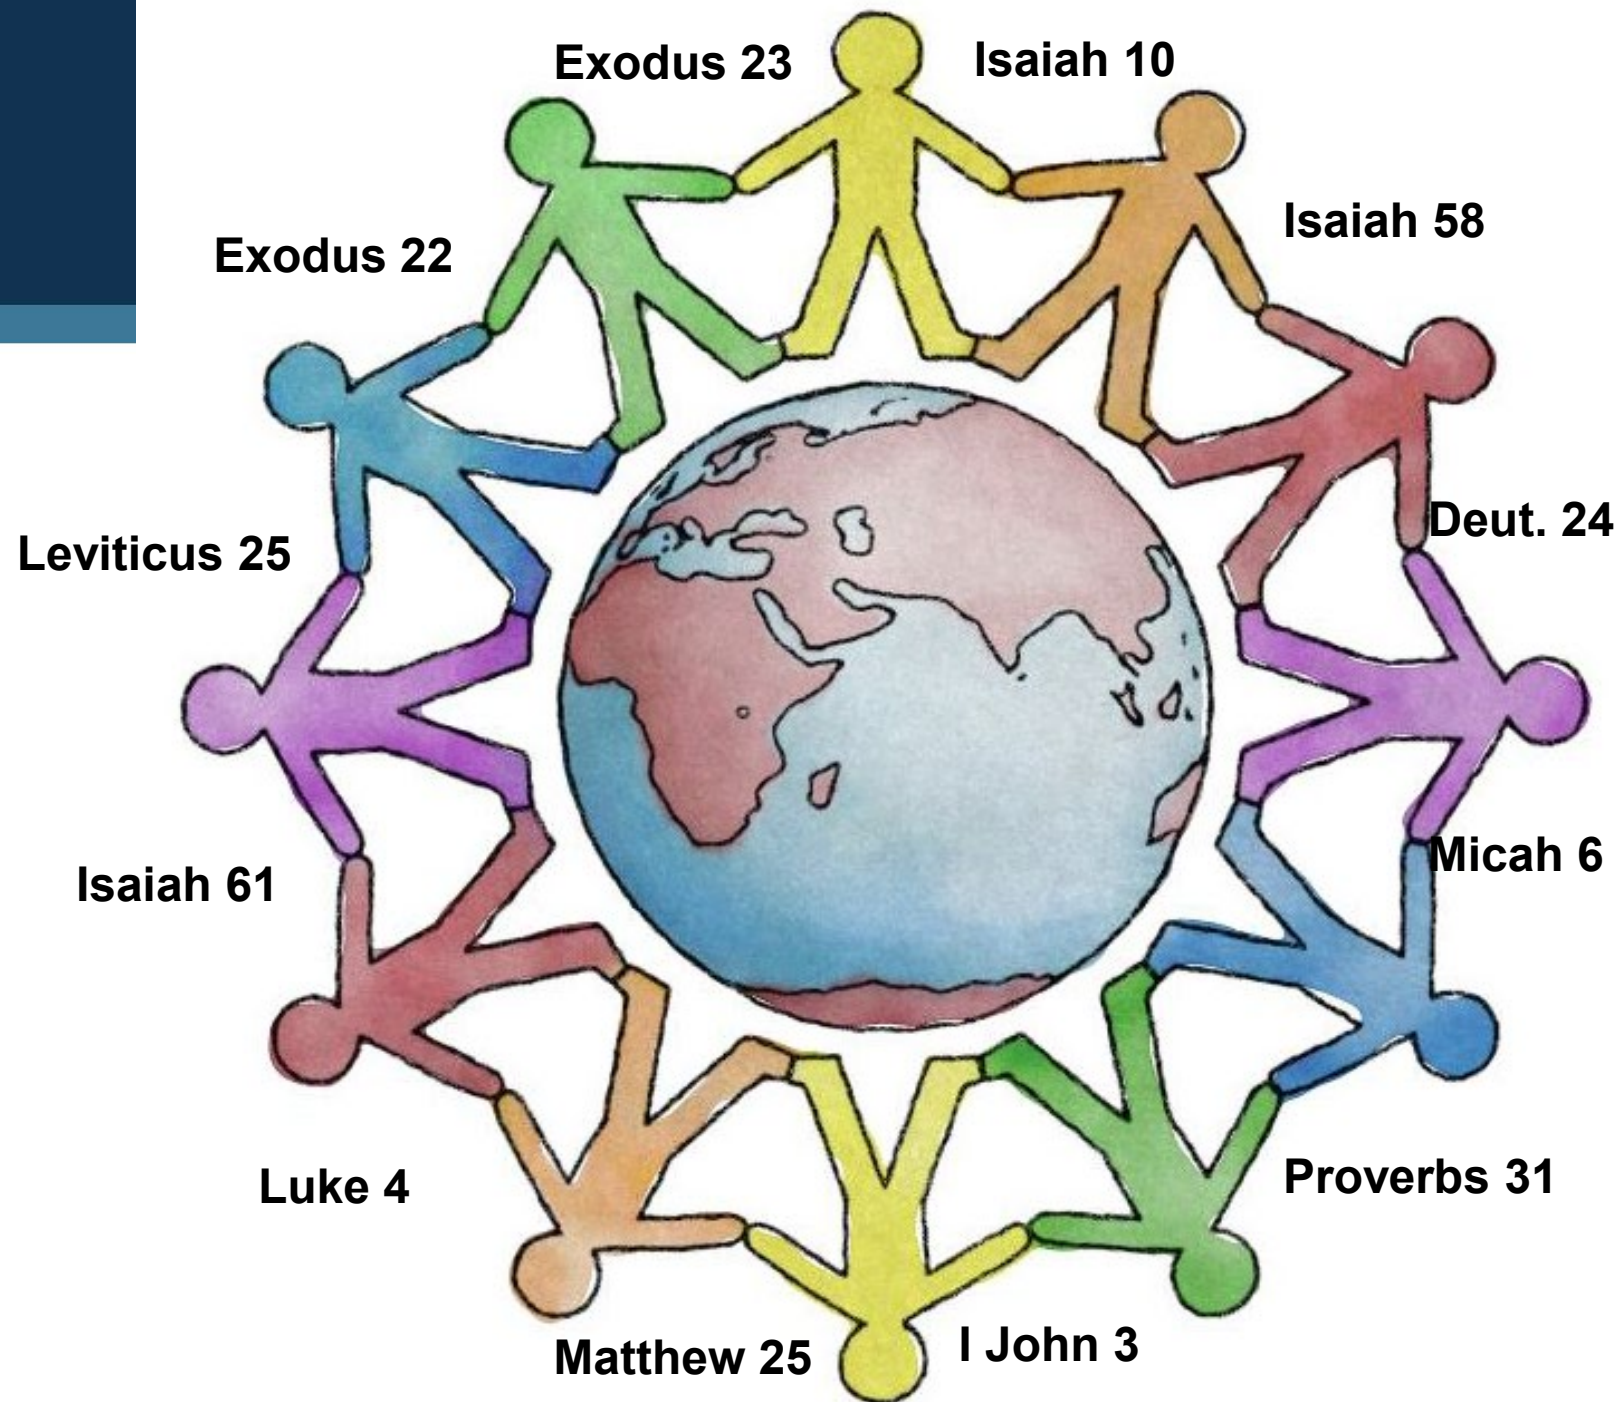 Exodus 23
Isaiah 10
Isaiah 58
Exodus 22
Deut. 24
Leviticus 25
Micah 6
Isaiah 61
Proverbs 31
Luke 4
I John 3
Matthew 25